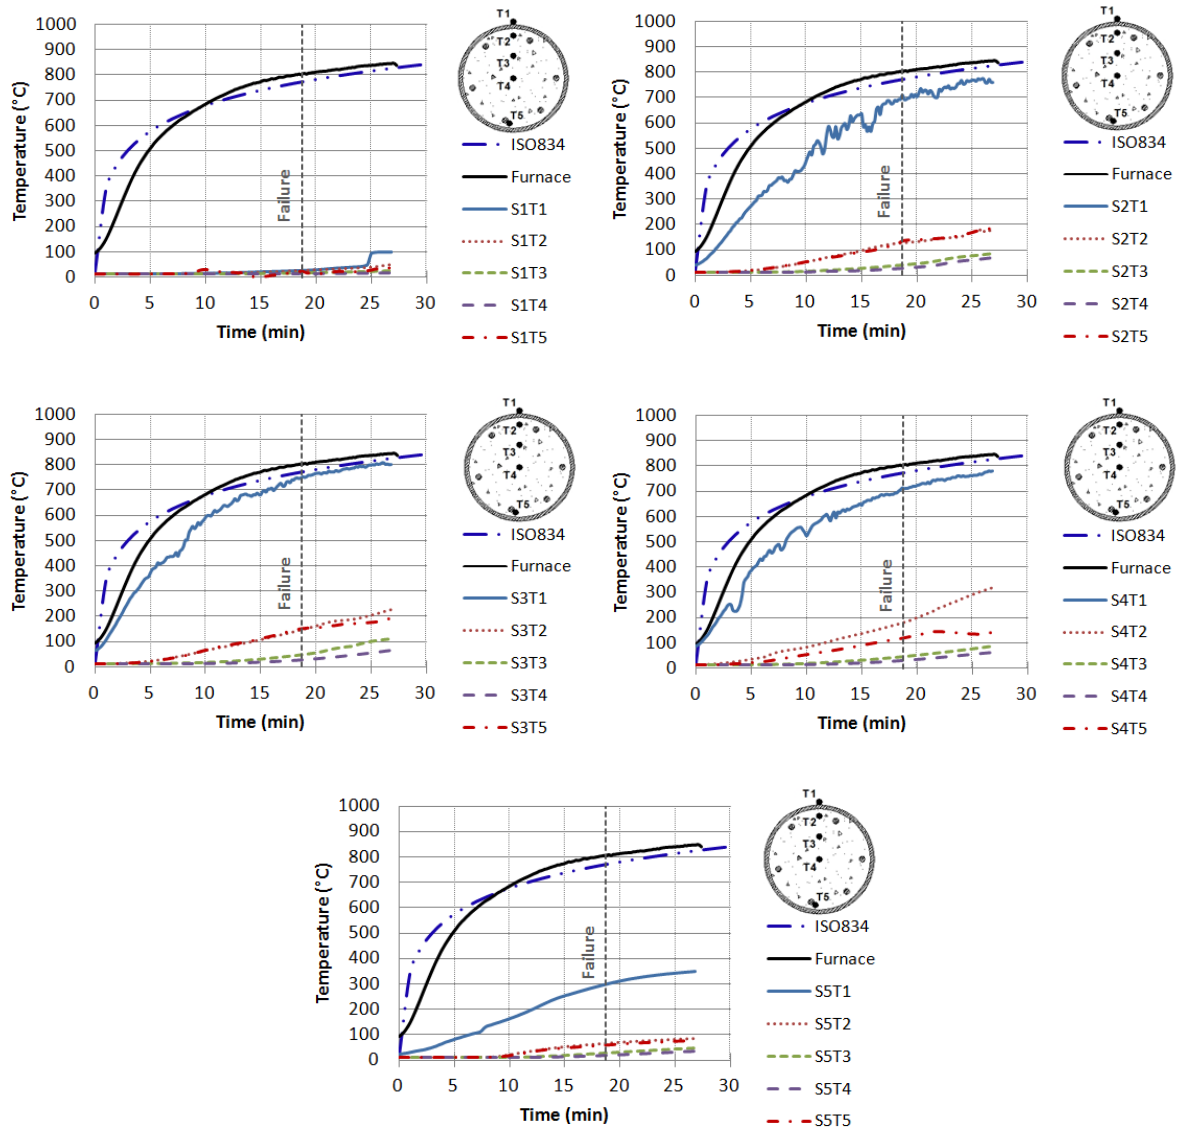 1000
900
800
700
600
500
400
300
200
100
0
Temperature (°C)
0 5 10 15 20 25 30
Time (min)
Failure
T1
T2
T3
T4
T5
ISO834
Furnace
S1T1
S1T2
S1T3
S1T4
S1T5
1000
900
800
700
600
500
400
300
200
100
0
Temperature (°C)
0 5 10 15 20 25 30
Time (min)
Failure
T1
T2
T3
T4
T5
ISO834
Furnace
S2T1
S2T2
S2T3
S2T4
S2T5
1000
900
800
700
600
500
400
300
200
100
0
Temperature (°C)
0 5 10 15 20 25 30
Time (min)
Failure
T1
T2
T3
T4
T5
ISO834
Furnace
S3T1
S3T2
S3T3
S3T4
S3T5
1000
900
800
700
600
500
400
300
200
100
0
Temperature (°C)
0 5 10 15 20 25 30
Time (min)
Failure
T1
T2
T3
T4
T5
ISO834
Furnace
S4T1
S4T2
S4T3
S4T4
S4T5
1000
900
800
700
600
500
400
300
200
100
0
Temperature (°C)
0 5 10 15 20 25 30
Time (min)
Failure
T1
T2
T3
T4
T5
ISO834
Furnace
S5T1
S5T2
S5T3
S5T4
S5T5